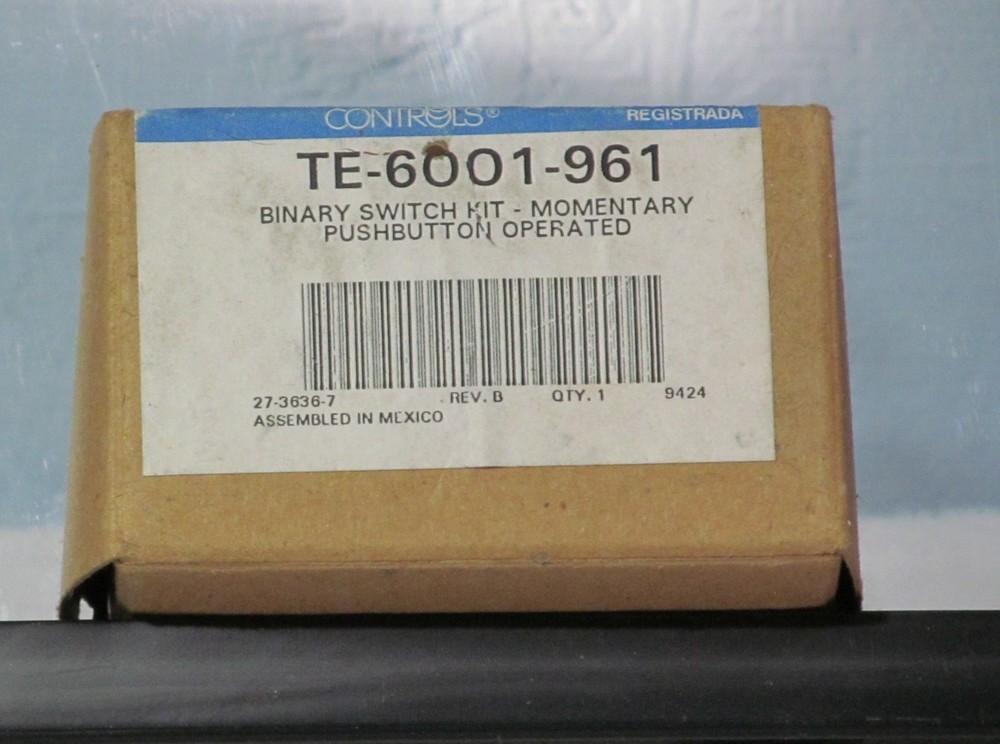 CONTROLS® REGISTRADA
TE-6001-961
BINARY SWITCH KIT - MOMENTARY
PUSHBUTTON OPERATED
27-3636-7 REV. B QTY. 1 9424
ASSEMBLED IN MEXICO